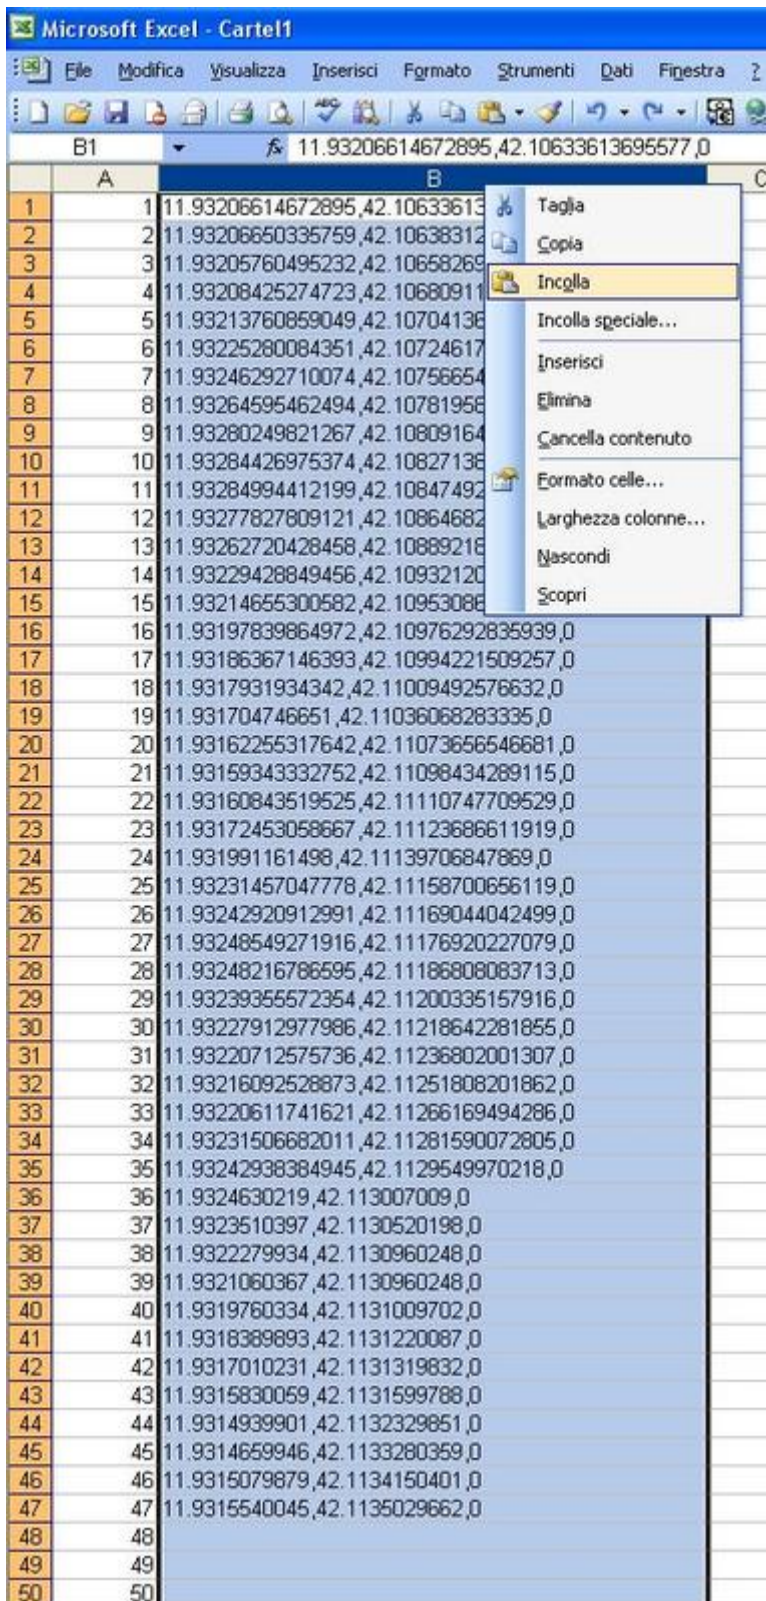 Microsoft Excel - Cartel1
File Modifica Visualizza Inserisci Formato Strumenti Dati Finestra ?
B1 fx 11.93206614672895,42.10633613695577,0
A B C
1 1 11.93206614672895,42.10633613
2 2 11.93206650335759,42.10638312
3 3 11.93205760495232,42.10658269
4 4 11.93208425274723,42.10680911
5 5 11.93213760859049,42.10704136
6 6 11.93225280084351,42.10724617
7 7 11.93246292710074,42.10756654
8 8 11.93264595462494,42.10781958
9 9 11.93280249821267,42.10809164
10 10 11.93284426975374,42.10827138
11 11 11.93284994412199,42.10847492
12 12 11.93277827809121,42.10864682
13 13 11.93262720428458,42.10889218
14 14 11.93229428849456,42.10932120
15 15 11.93214655300582,42.10953086
16 16 11.93197839864972,42.10976292835939,0
17 17 11.93186367146393,42.10994221509257,0
18 18 11.9317931934342,42.11009492576632,0
19 19 11.931704746651,42.11036068283335,0
20 20 11.93162255317642,42.11073656546681,0
21 21 11.93159343332752,42.11098434289115,0
22 22 11.93160843519525,42.11110747709529,0
23 23 11.93172453058667,42.11123686611919,0
24 24 11.931991161498,42.11139706847869,0
25 25 11.93231457047778,42.11158700656119,0
26 26 11.93242920912991,42.11169044042499,0
27 27 11.93248549271916,42.11176920227079,0
28 28 11.93248216786595,42.11186808083713,0
29 29 11.93239355572354,42.11200335157916,0
30 30 11.93227912977986,42.11218642281855,0
31 31 11.93220712575736,42.11236802001307,0
32 32 11.93216092528873,42.11251808201862,0
33 33 11.93220611741621,42.11266169494286,0
34 34 11.93231506682011,42.11281590072805,0
35 35 11.93242938384945,42.1129549970218,0
36 36 11.9324630219,42.113007009,0
37 37 11.9323510397,42.1130520198,0
38 38 11.9322279934,42.1130960248,0
39 39 11.9321060367,42.1130960248,0
40 40 11.9319760334,42.1131009702,0
41 41 11.9318389893,42.1131220087,0
42 42 11.9317010231,42.1131319832,0
43 43 11.9315830059,42.1131599788,0
44 44 11.9314939901,42.1132329851,0
45 45 11.9314659946,42.1133280359,0
46 46 11.9315079879,42.1134150401,0
47 47 11.9315540045,42.1135029662,0
48 48
49 49
50 50
Taglia
Copia
Incolla
Incolla speciale...
Inserisci
Elimina
Cancella contenuto
Formato celle...
Larghezza colonne...
Nascondi
Scopri